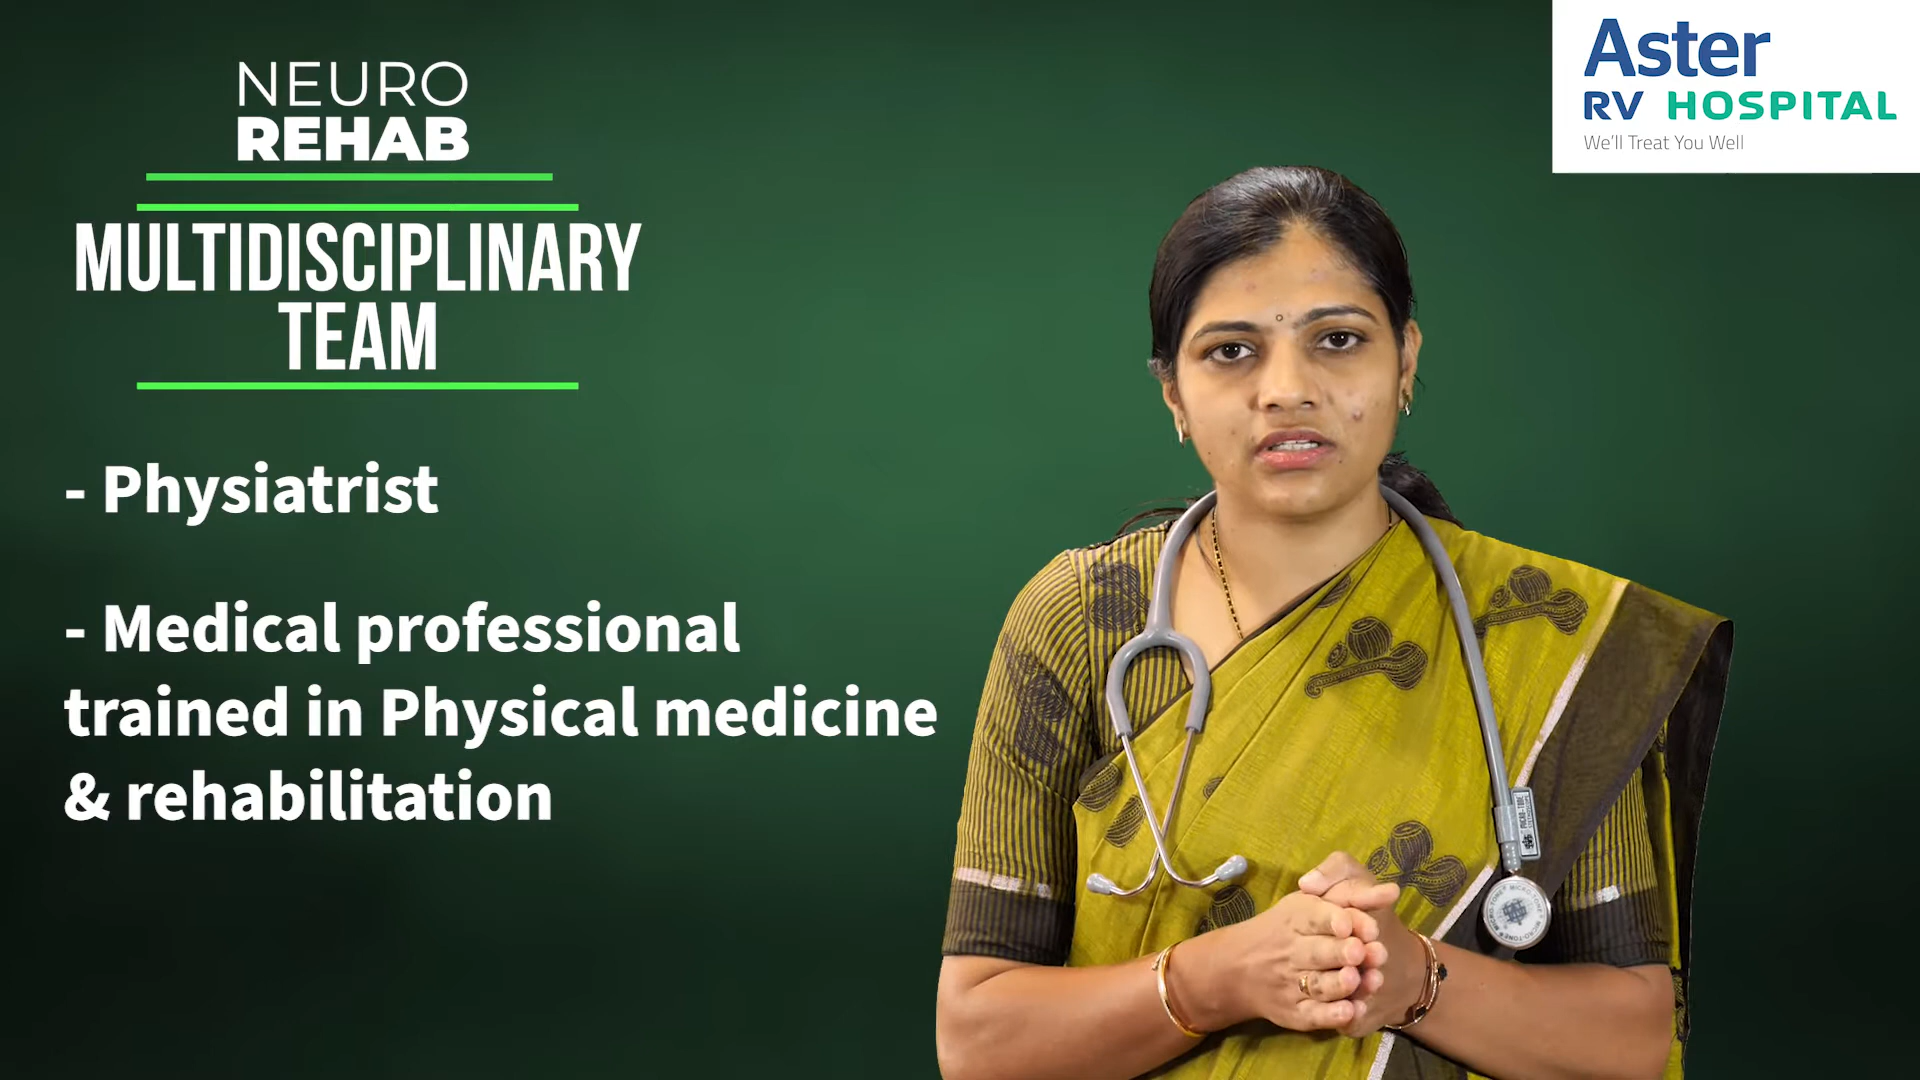 NEURO
REHAB
MULTIDISCIPLINARY
TEAM
- Physiatrist
- Medical professional
trained in Physical medicine
& rehabilitation
Aster
RV HOSPITAL
We'll Treat You Well